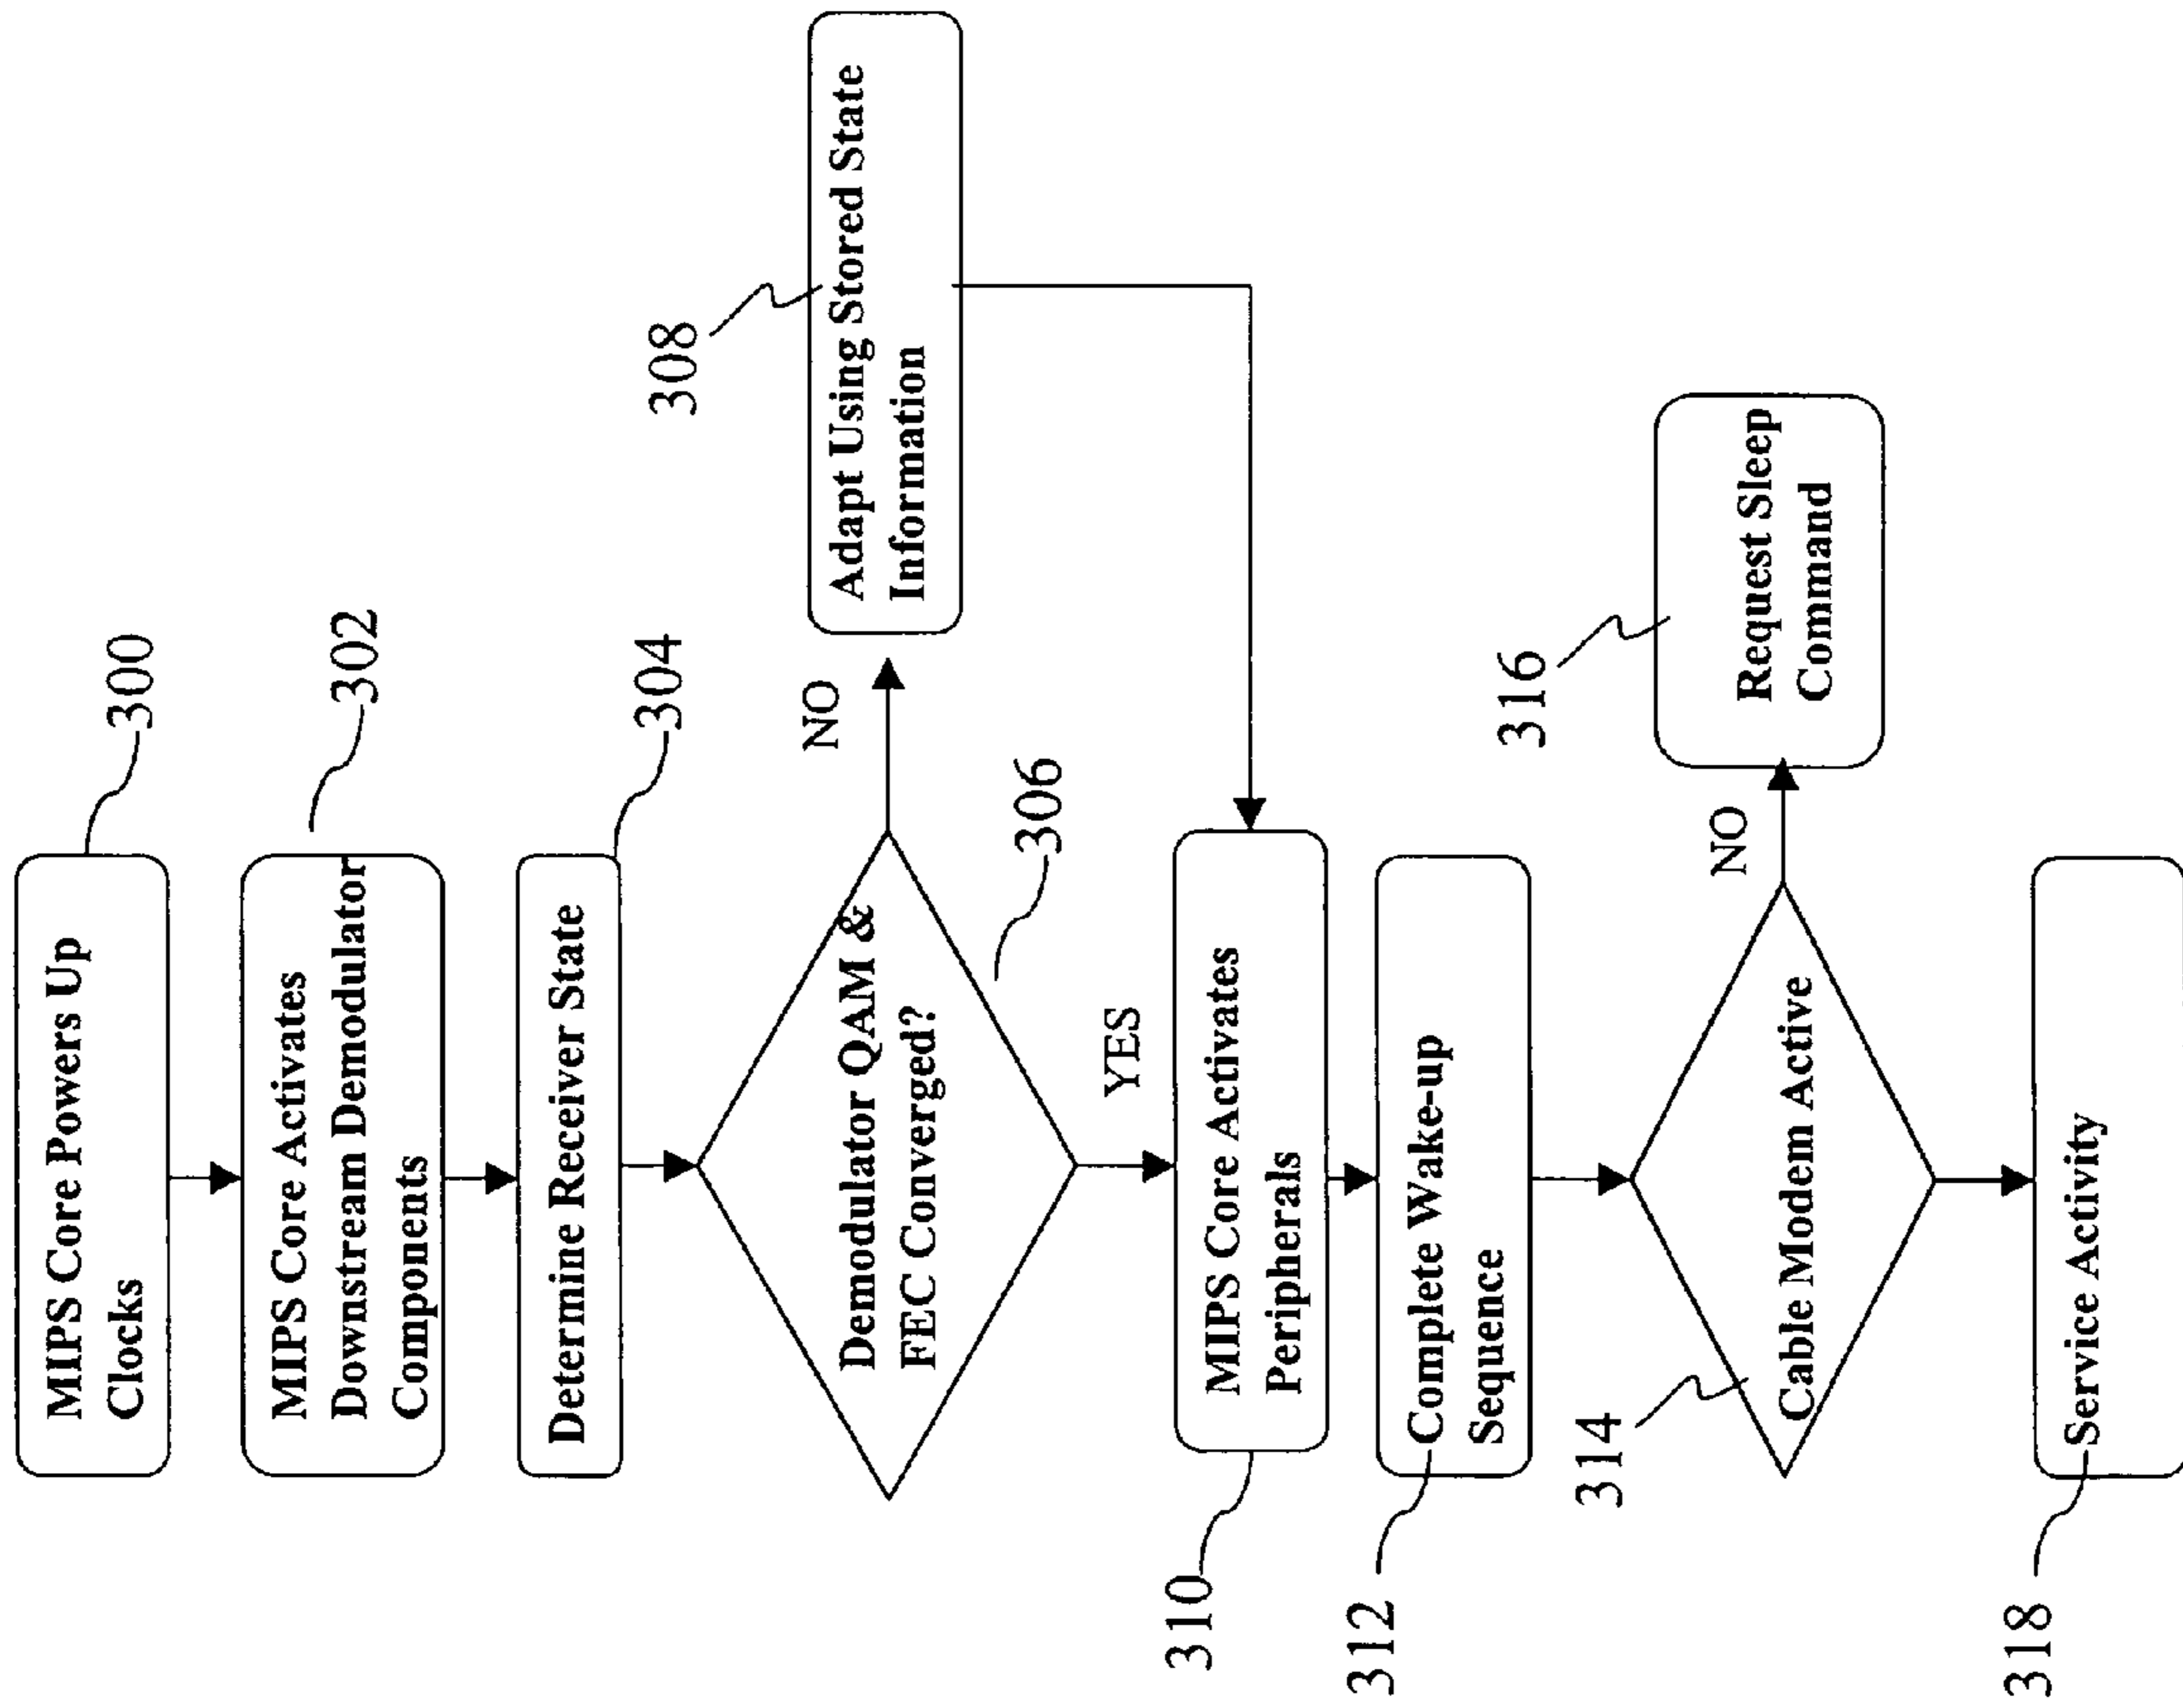 MIPS Core Powers Up
Clocks
300
MIPS Core Activates
Downstream Demodulator
Components
302
Determine Receiver State
304
Demodulator QAM &
FEC Converged?
306
NO
Adapt Using Stored State
Information
308
YES
MIPS Core Activates
Peripherals
310
Complete Wake-up
Sequence
312
Cable Modem Active
314
NO
Request Sleep
Command
316
Service Activity
318